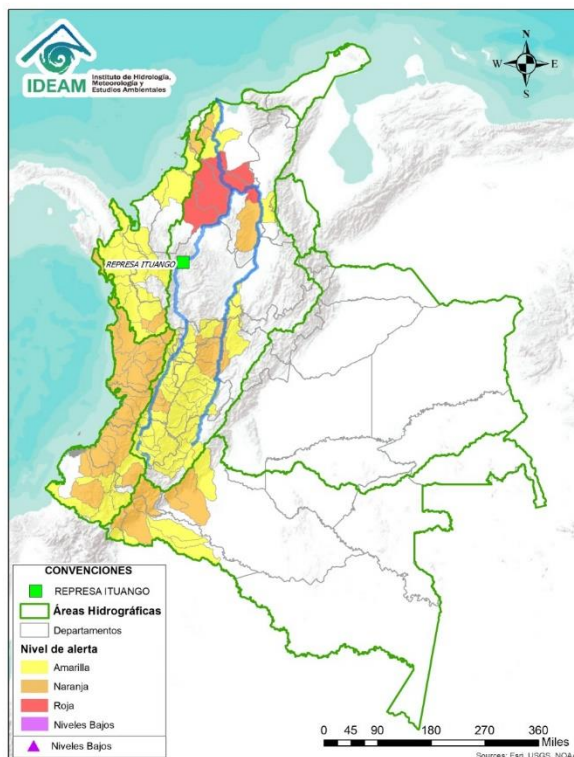 IDEAM
Instituto de Hidrología,
Meteorología y
Estudios Ambientales
N
W
E
S
REPRESA ITUANGO
CONVENCIONES
REPRESA ITUANGO
Áreas Hidrográficas
Departamentos
Nivel de alerta
Amarilla
Naranja
Roja
Niveles Bajos
Niveles Bajos
0 45 90 180 270 360
Miles
Sources: Esri, USGS, NOAA